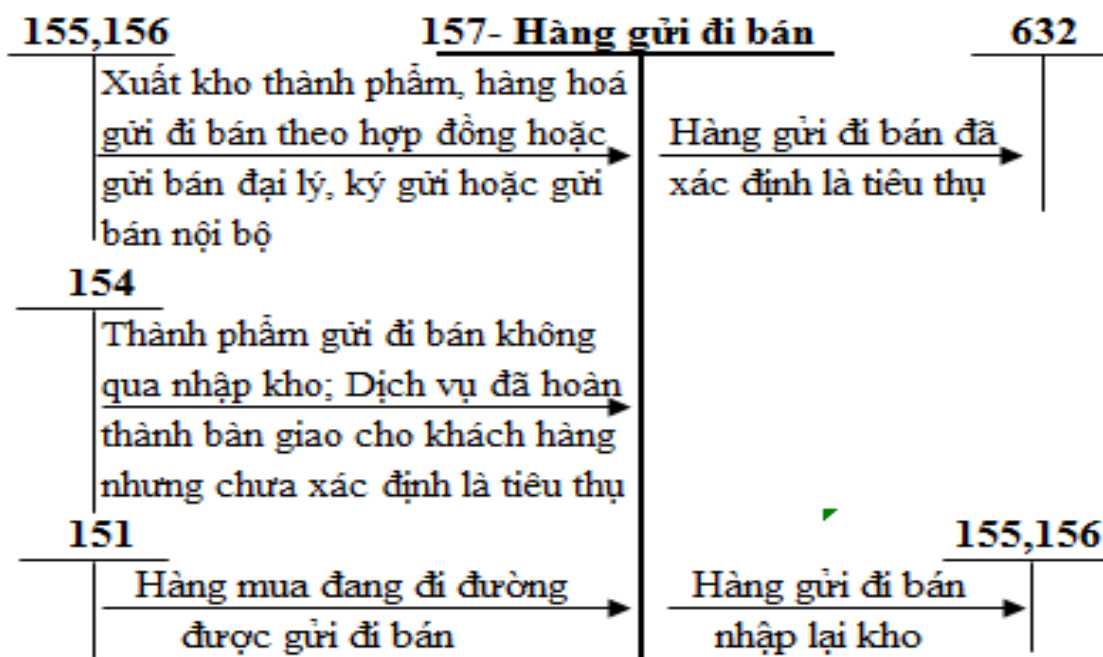 155,156
157- Hàng gửi đi bán
632
Xuất kho thành phẩm, hàng hoá
gửi đi bán theo hợp đồng hoặc
gửi bán đại lý, ký gửi hoặc gửi
bán nội bộ
Hàng gửi đi bán đã
xác định là tiêu thụ
154
Thành phẩm gửi đi bán không
qua nhập kho; Dịch vụ đã hoàn
thành bàn giao cho khách hàng
nhưng chưa xác định là tiêu thụ
151
155,156
Hàng mua đang đi đường
được gửi đi bán
Hàng gửi đi bán
nhập lại kho